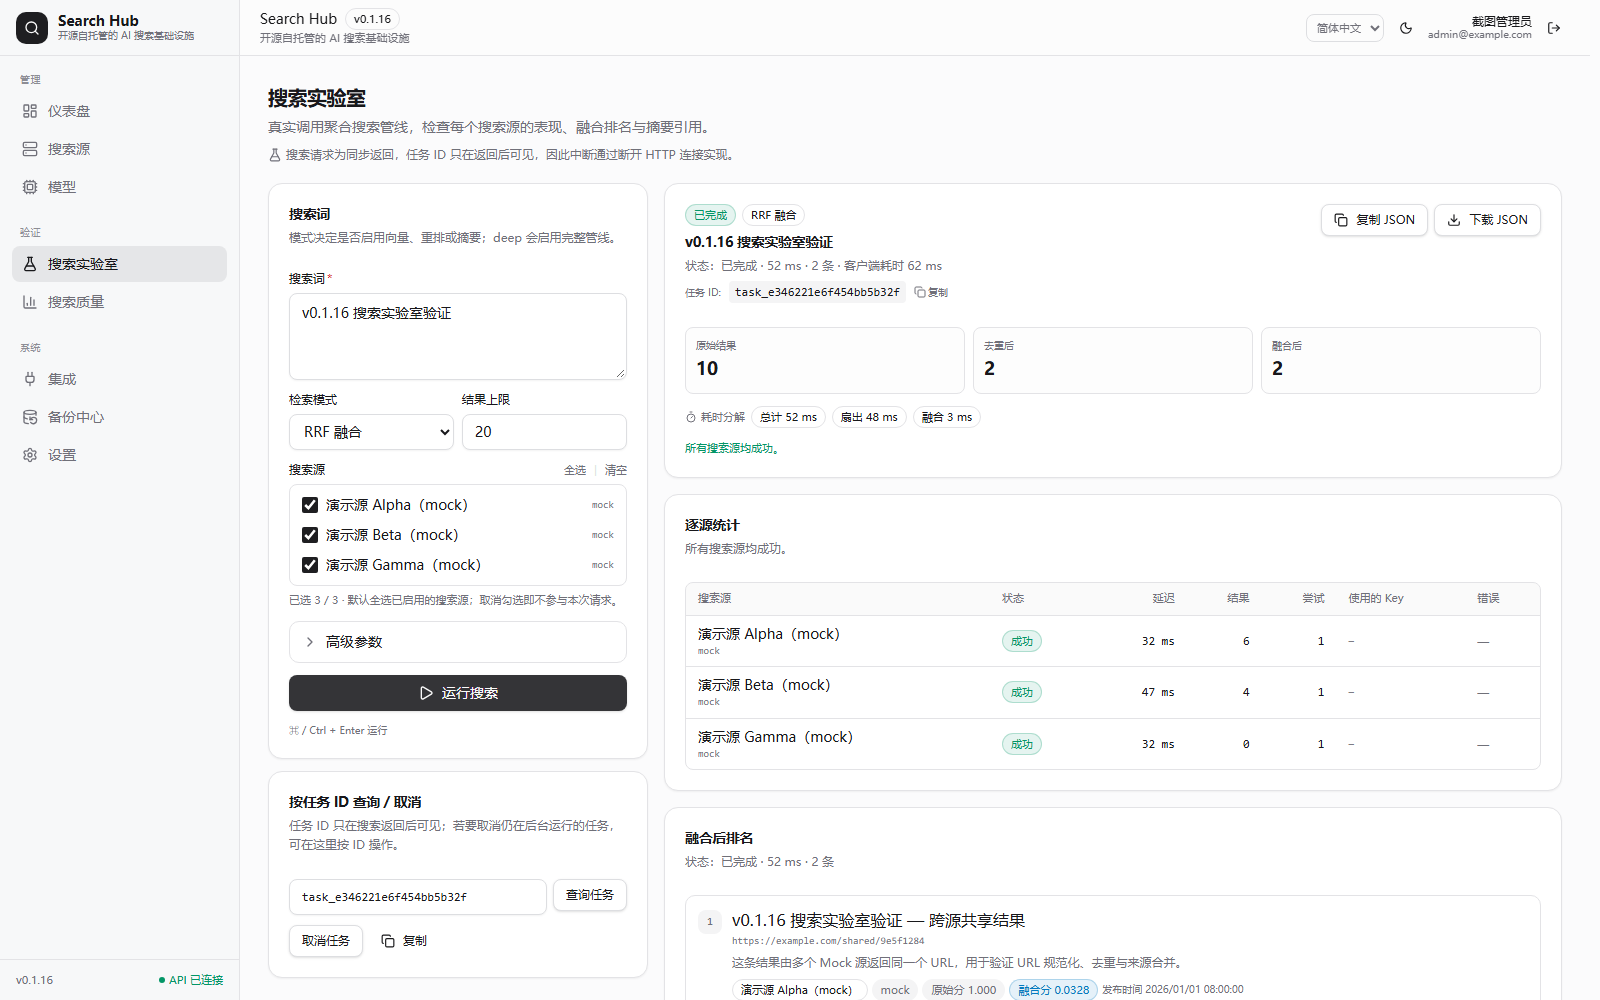 Search Hub
开源自托管的 AI 搜索基础设施
管理
仪表盘
搜索源
模型
验证
搜索实验室
搜索质量
系统
集成
备份中心
设置
v0.1.16
API 已连接
Search Hub v0.1.16
开源自托管的 AI 搜索基础设施
简体中文
截图管理员
admin@example.com
搜索实验室
真实调用聚合搜索管线，检查每个搜索源的表现、融合排名与摘要引用。
搜索请求为同步返回，任务 ID 只在返回后可见，因此中断通过断开 HTTP 连接实现。
搜索词
模式决定是否启用向量、重排或摘要；deep 会启用完整管线。
搜索词 *
v0.1.16 搜索实验室验证
检索模式 结果上限
RRF 融合 20
搜索源 全选 清空
演示源 Alpha（mock） mock
演示源 Beta（mock） mock
演示源 Gamma（mock） mock
已选 3 / 3 · 默认全选已启用的搜索源；取消勾选即不参与本次请求。
高级参数
运行搜索
⌘ / Ctrl + Enter 运行
按任务 ID 查询 / 取消
任务 ID 只在搜索返回后可见；若要取消仍在后台运行的任务，
可在这里按 ID 操作。
task_e346221e6f454bb5b32f 查询任务
取消任务 复制
已完成 RRF 融合
复制 JSON 下载 JSON
v0.1.16 搜索实验室验证
状态：已完成 · 52 ms · 2 条 · 客户端耗时 62 ms
任务 ID: task_e346221e6f454bb5b32f 复制
原始结果 去重后 融合后
10 2 2
耗时分解 总计 52 ms 扇出 48 ms 融合 3 ms
所有搜索源均成功。
逐源统计
所有搜索源均成功。
搜索源 状态 延迟 结果 尝试 使用的 Key 错误
演示源 Alpha（mock） 成功 32 ms 6 1 – —
mock
演示源 Beta（mock） 成功 47 ms 4 1 – —
mock
演示源 Gamma（mock） 成功 32 ms 0 1 – —
mock
融合后排名
状态：已完成 · 52 ms · 2 条
1 v0.1.16 搜索实验室验证 — 跨源共享结果
https://example.com/shared/9e5f1284
这条结果由多个 Mock 源返回同一个 URL，用于验证 URL 规范化、去重与来源合并。
演示源 Alpha（mock） mock 原始分 1.000 融合分 0.0328 发布时间 2026/01/01 08:00:00